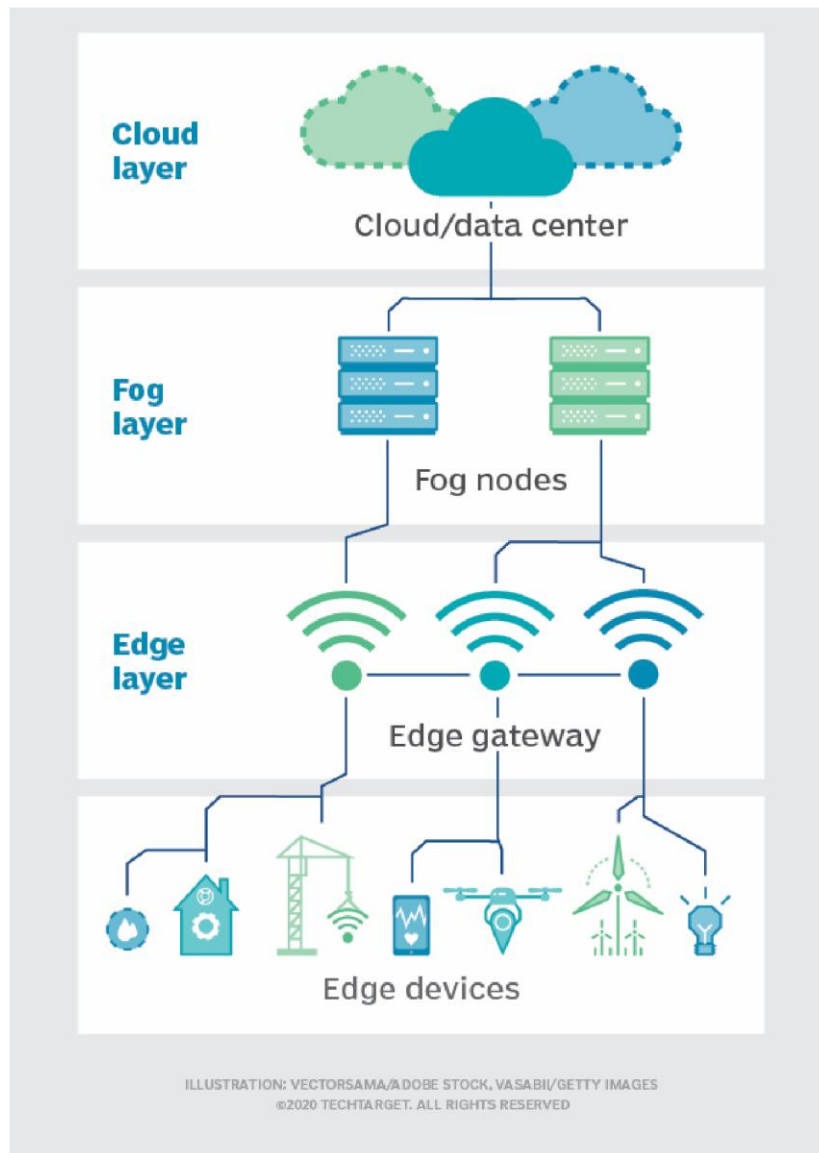 Cloud
layer
Cloud/data center
Fog
layer
Fog nodes
Edge
layer
Edge gateway
Edge devices
ILLUSTRATION: VECTORSAMA/ADOBE STOCK, VASABII/GETTY IMAGES
©2020 TECHTARGET. ALL RIGHTS RESERVED